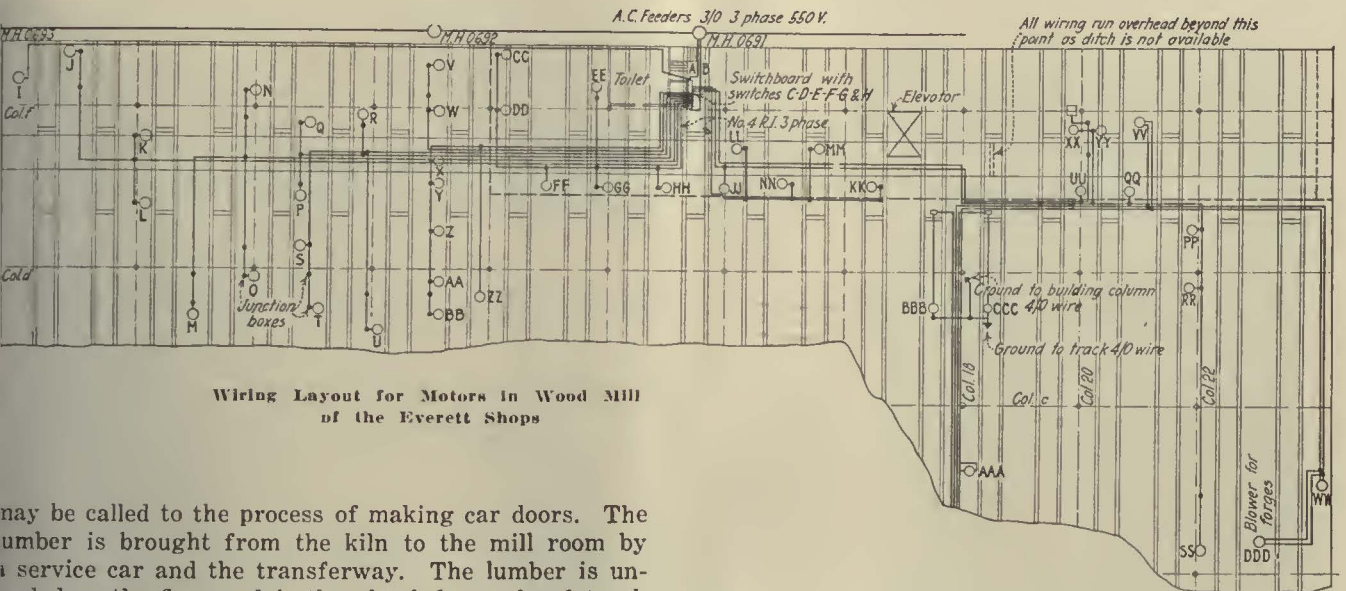 A.C. Feeders 3/0 3 phase 550 V.
M.H.0693
M.H.0692
M.H.0691
All wiring run overhead beyond this
point as ditch is not available
I
J
K
L
M
N
O
P
Q
R
S
T
U
V
W
X
Y
Z
AA
BB
CC
DD
EE
Toilet
A
B
Switchboard with
switches C-D-E-F-G & H
No. 4 R.I. 3 phase
Elevator
FF
GG
HH
JJ
LL
MM
NN
KK
XX
YY
VV
UU
QQ
PP
RR
SS
WW
ZZ
Col.f
Col.d
Junction
boxes
BBB
CCC
Ground to building column
4/0 wire
Ground to track 4/0 wire
Col. 18
Col 20
Col 22
Col. c
AAA
Blower for
forges
DDD
Wiring Layout for Motors in Wood Mill
of the Everett Shops
nay be called to the process of making car doors. The
umber is brought from the kiln to the mill room by
service car and the transferway. The lumber is un-